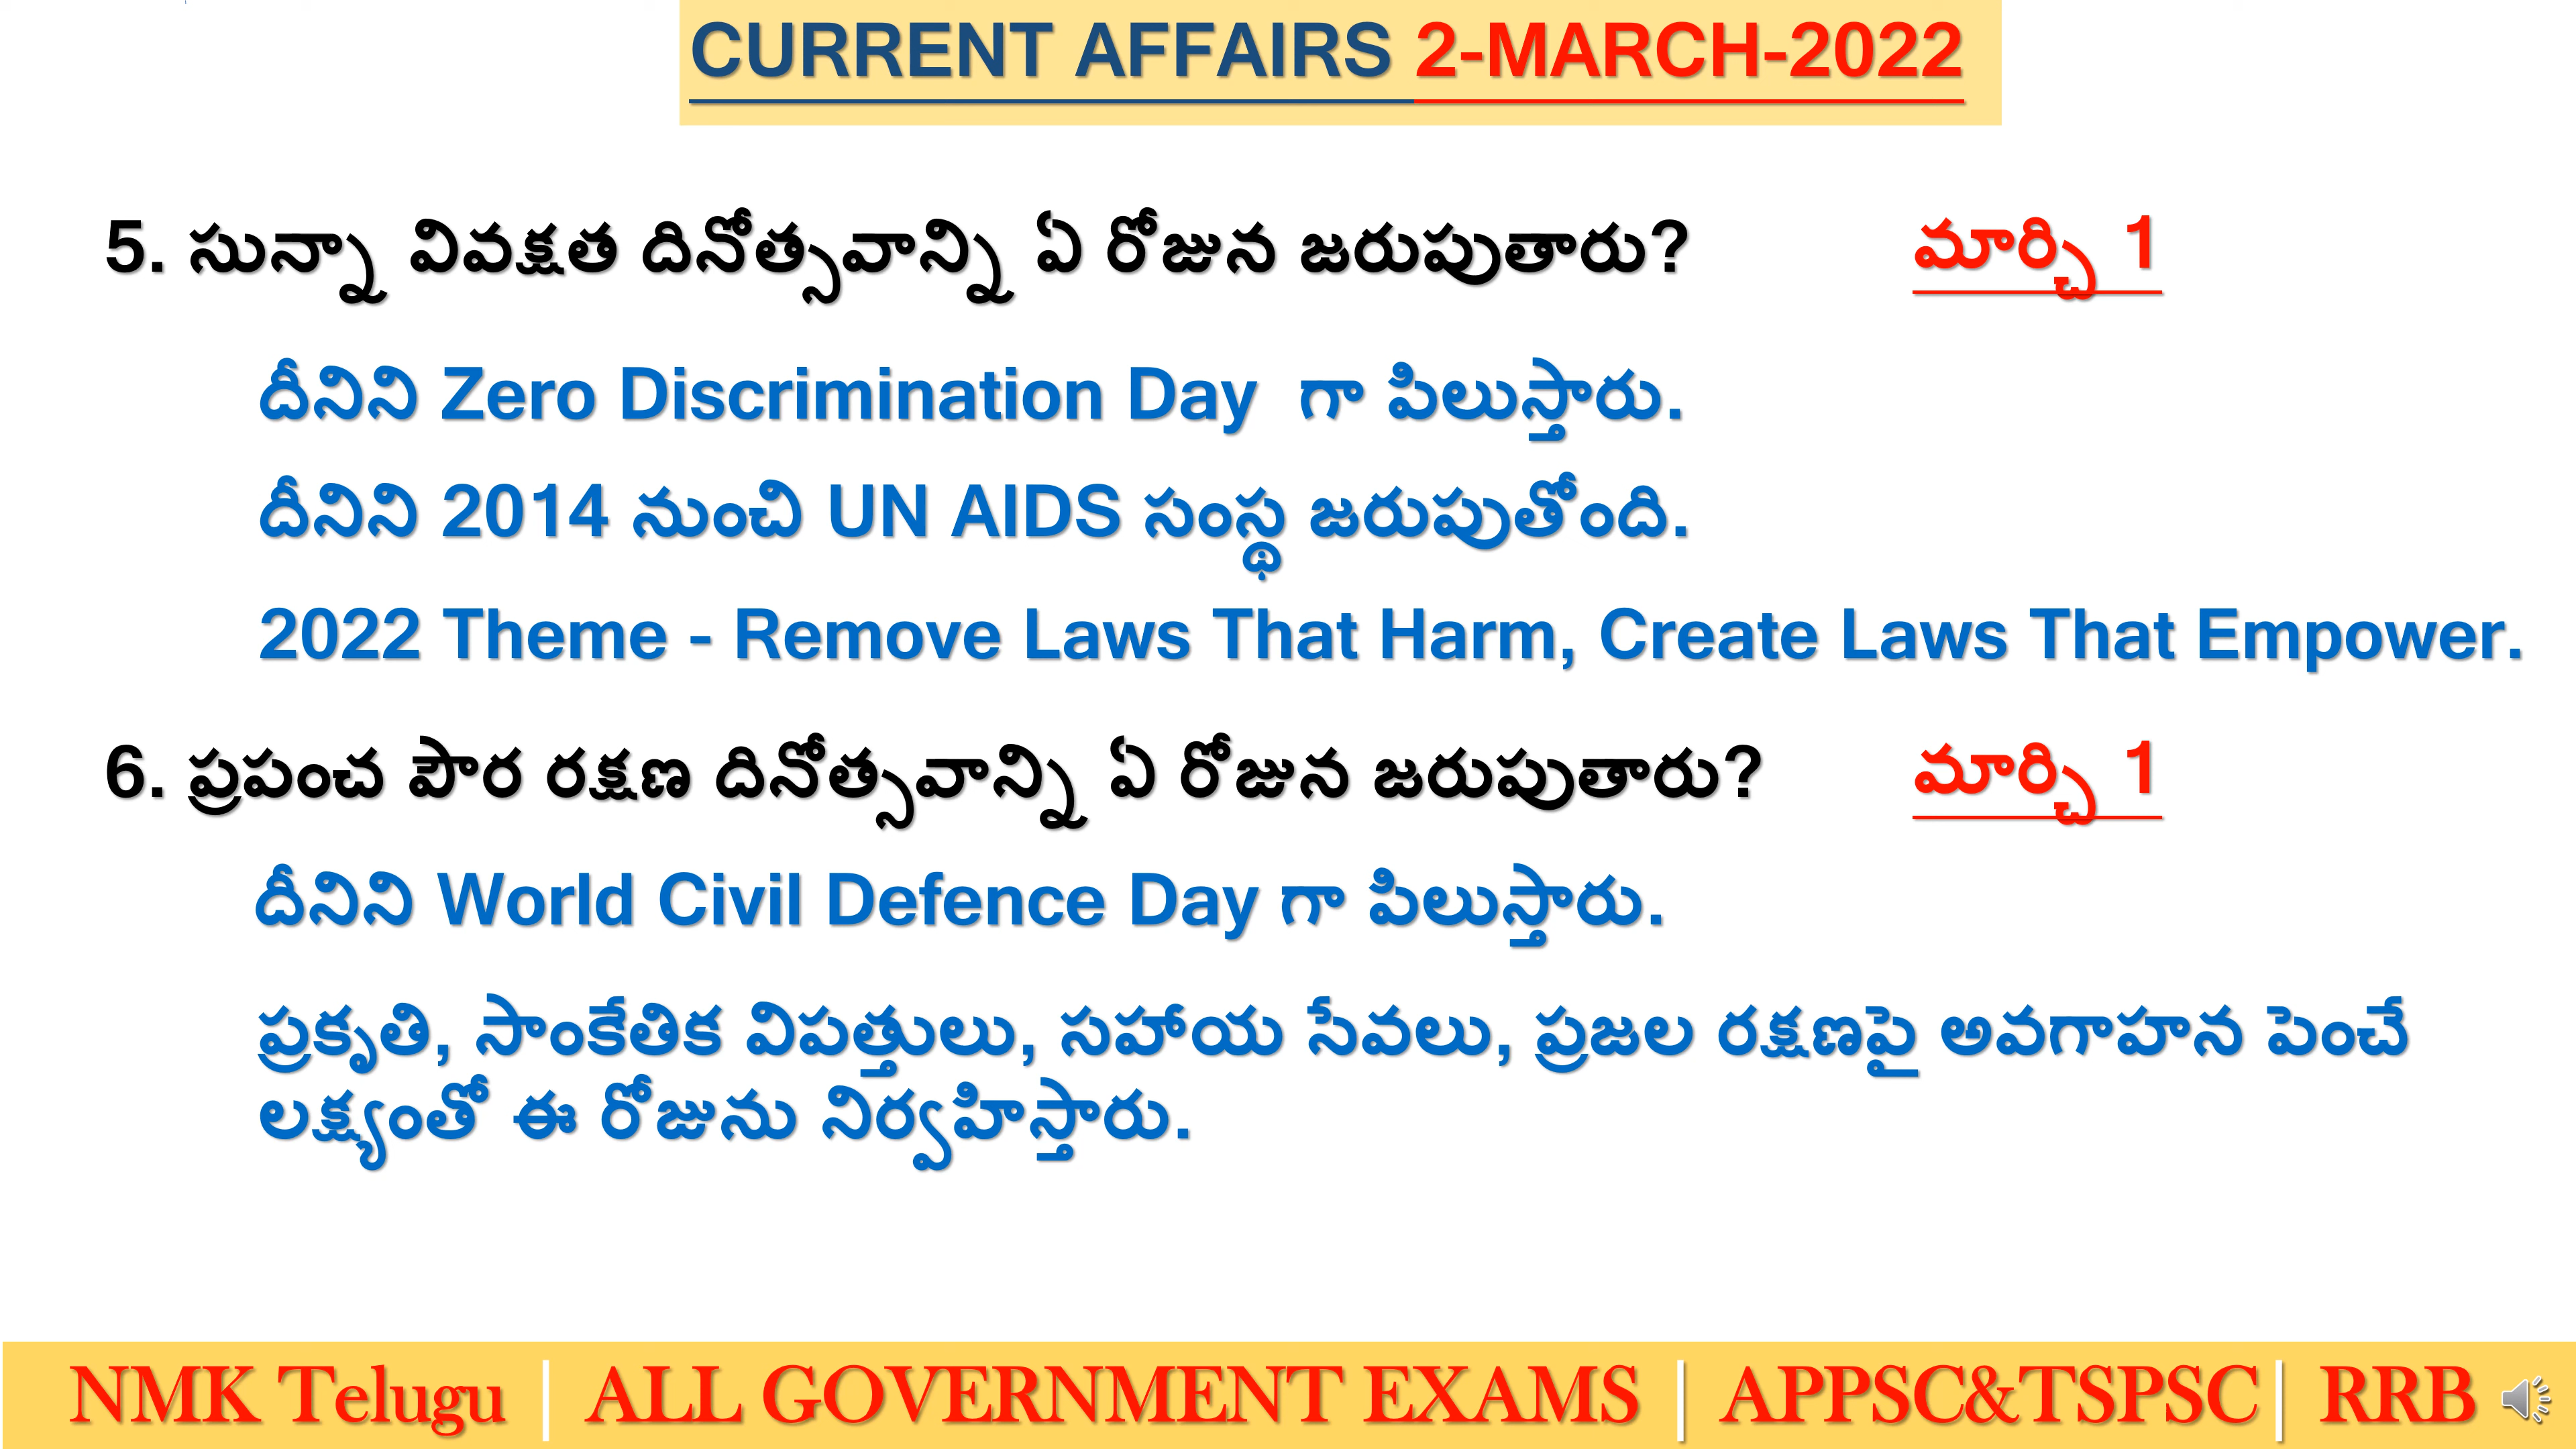 CURRENT AFFAIRS 2-MARCH-2022
5. సున్నా వివక్షత దినోత్సవాన్ని ఏ రోజున జరుపుతారు? మార్చి 1
దీనిని Zero Discrimination Day గా పిలుస్తారు.
దీనిని 2014 నుంచి UN AIDS సంస్థ జరుపుతోంది.
2022 Theme - Remove Laws That Harm, Create Laws That Empower.
6. ప్రపంచ పౌర రక్షణ దినోత్సవాన్ని ఏ రోజున జరుపుతారు? మార్చి 1
దీనిని World Civil Defence Day గా పిలుస్తారు.
ప్రకృతి, సాంకేతిక విపత్తులు, సహాయ సేవలు, ప్రజల రక్షణపై అవగాహన పెంచే
లక్ష్యంతో ఈ రోజును నిర్వహిస్తారు.
NMK Telugu | ALL GOVERNMENT EXAMS | APPSC&TSPSC | RRB